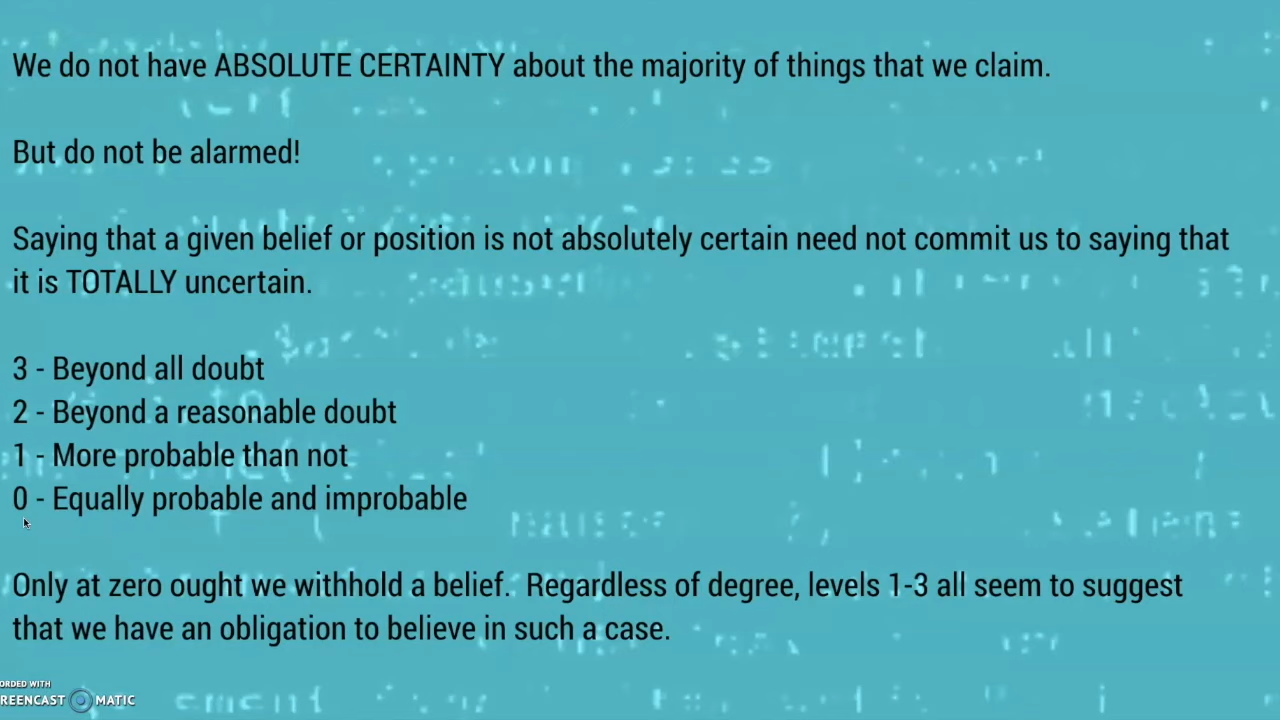 We do not have ABSOLUTE CERTAINTY about the majority of things that we claim.
But do not be alarmed!
Saying that a given belief or position is not absolutely certain need not commit us to saying that
it is TOTALLY uncertain.
3 - Beyond all doubt
2 - Beyond a reasonable doubt
1 - More probable than not
0 - Equally probable and improbable
Only at zero ought we withhold a belief.  Regardless of degree, levels 1-3 all seem to suggest
that we have an obligation to believe in such a case.
ORDED WITH
REENCAST MATIC